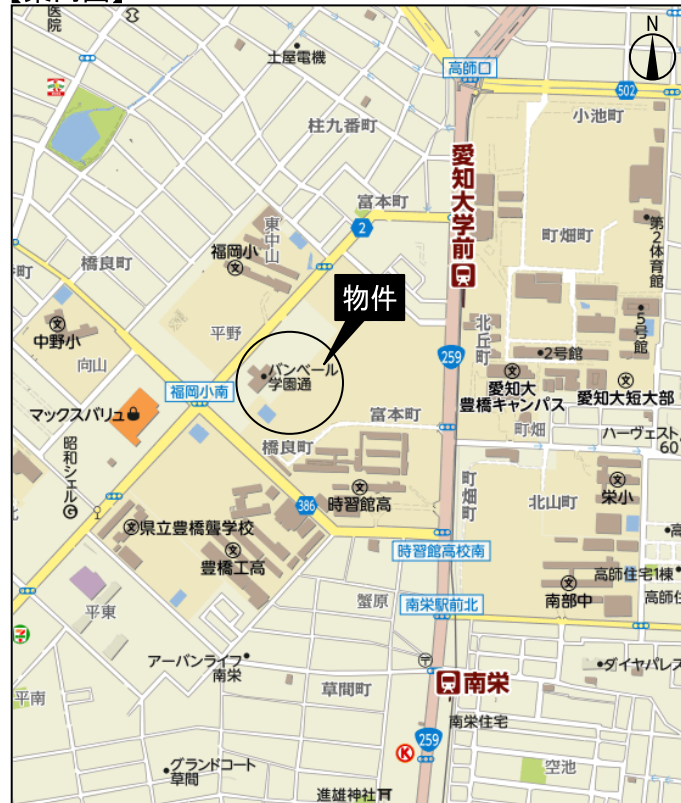 医院
土屋電機
高師口
N
502
小池町
柱九番町
愛知大学前
富本町
2
第2体育館
町畑町
東中山
福岡小
橋良町
物件
5号館
平野
中野小
向山
259
北丘町
2号館
バンベール
学園通
福岡小南
愛知大
豊橋キャンパス
愛知大短大部
マックスバリュ
富本町
町畑
ハーヴェスト
60
昭和シェル
橋良町
町畑町
時習館高
栄小
北山町
386
県立豊橋聾学校
豊橋工高
時習館高校南
高師住宅1棟
南部中
高師住
蟹原
南栄駅前北
平東
アーバンライフ
南栄
ダイヤパレス
草間町
南栄
平南
南栄住宅
259
グランドコート
草間
空池
進雄神社